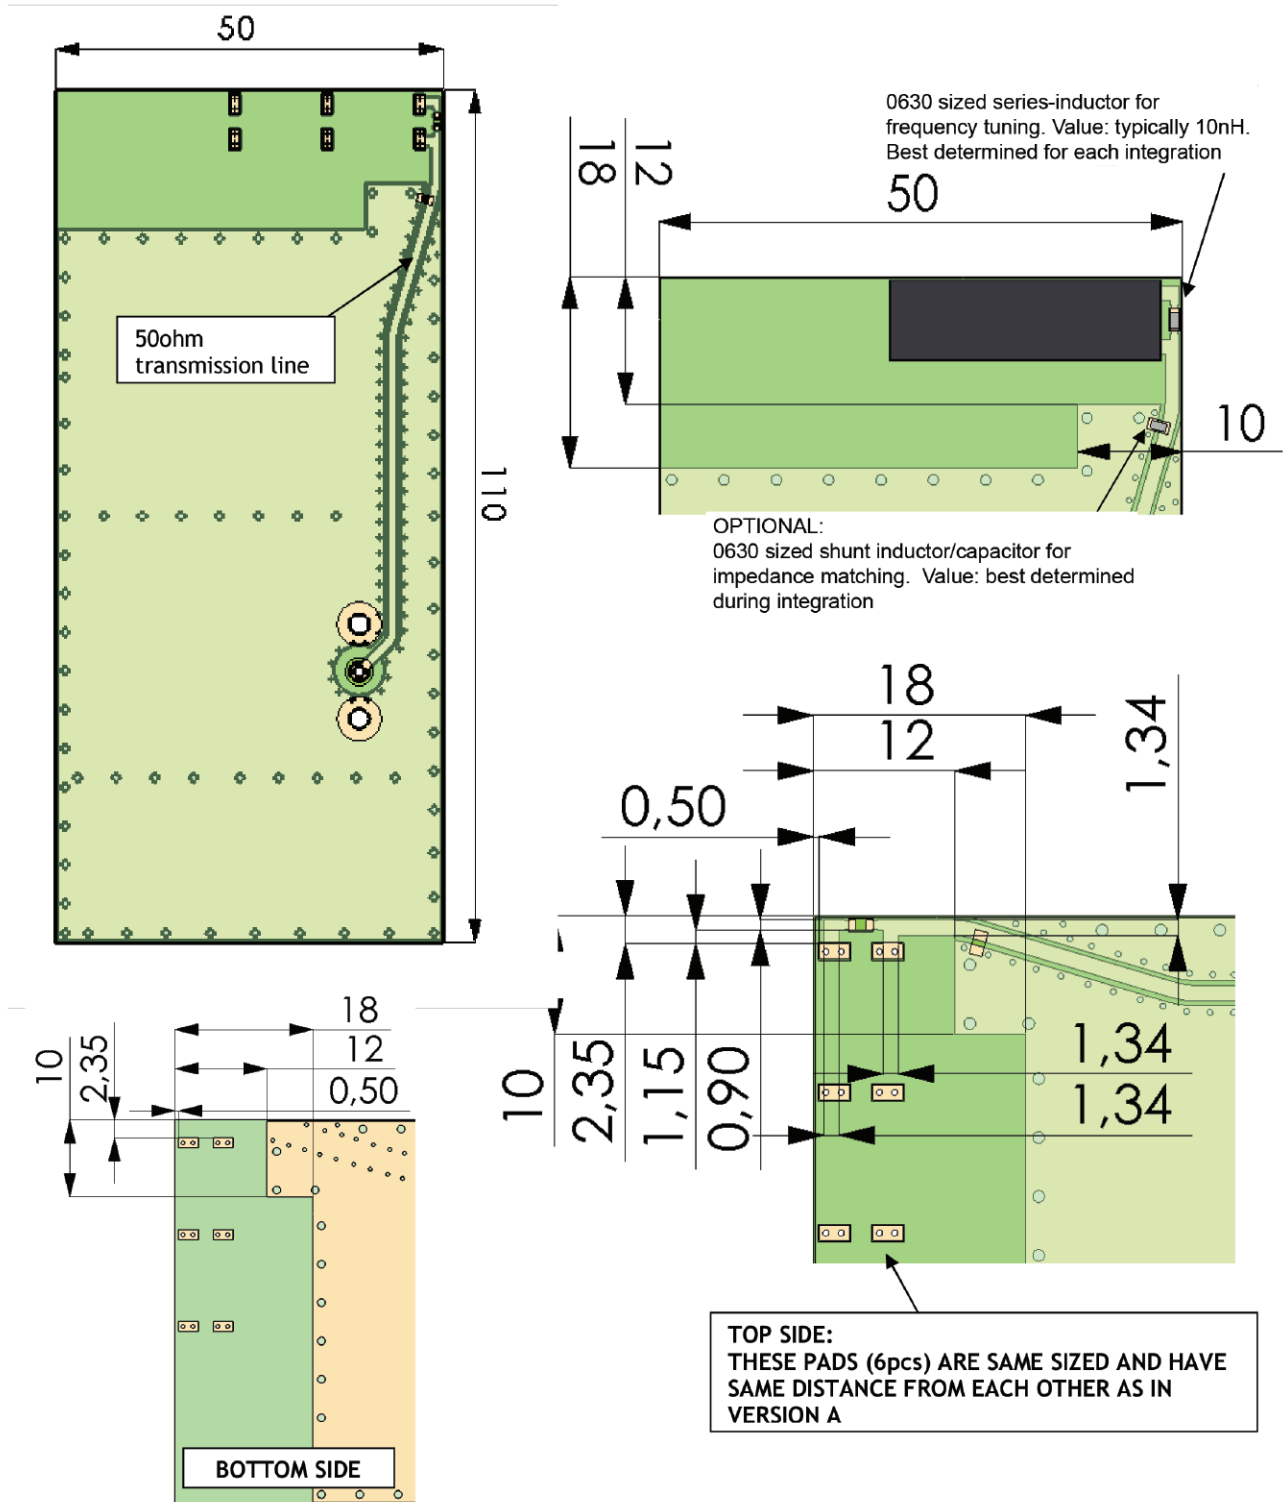 50
110
50ohm
transmission line
0630 sized series-inductor for
frequency tuning. Value: typically 10nH.
Best determined for each integration
18
12
50
10
OPTIONAL:
0630 sized shunt inductor/capacitor for
impedance matching. Value: best determined
during integration
18
12
1,34
0,50
10
2,35
1,15
0,90
1,34
1,34
TOP SIDE:
THESE PADS (6pcs) ARE SAME SIZED AND HAVE
SAME DISTANCE FROM EACH OTHER AS IN
VERSION A
18
12
0,50
10
2,35
BOTTOM SIDE